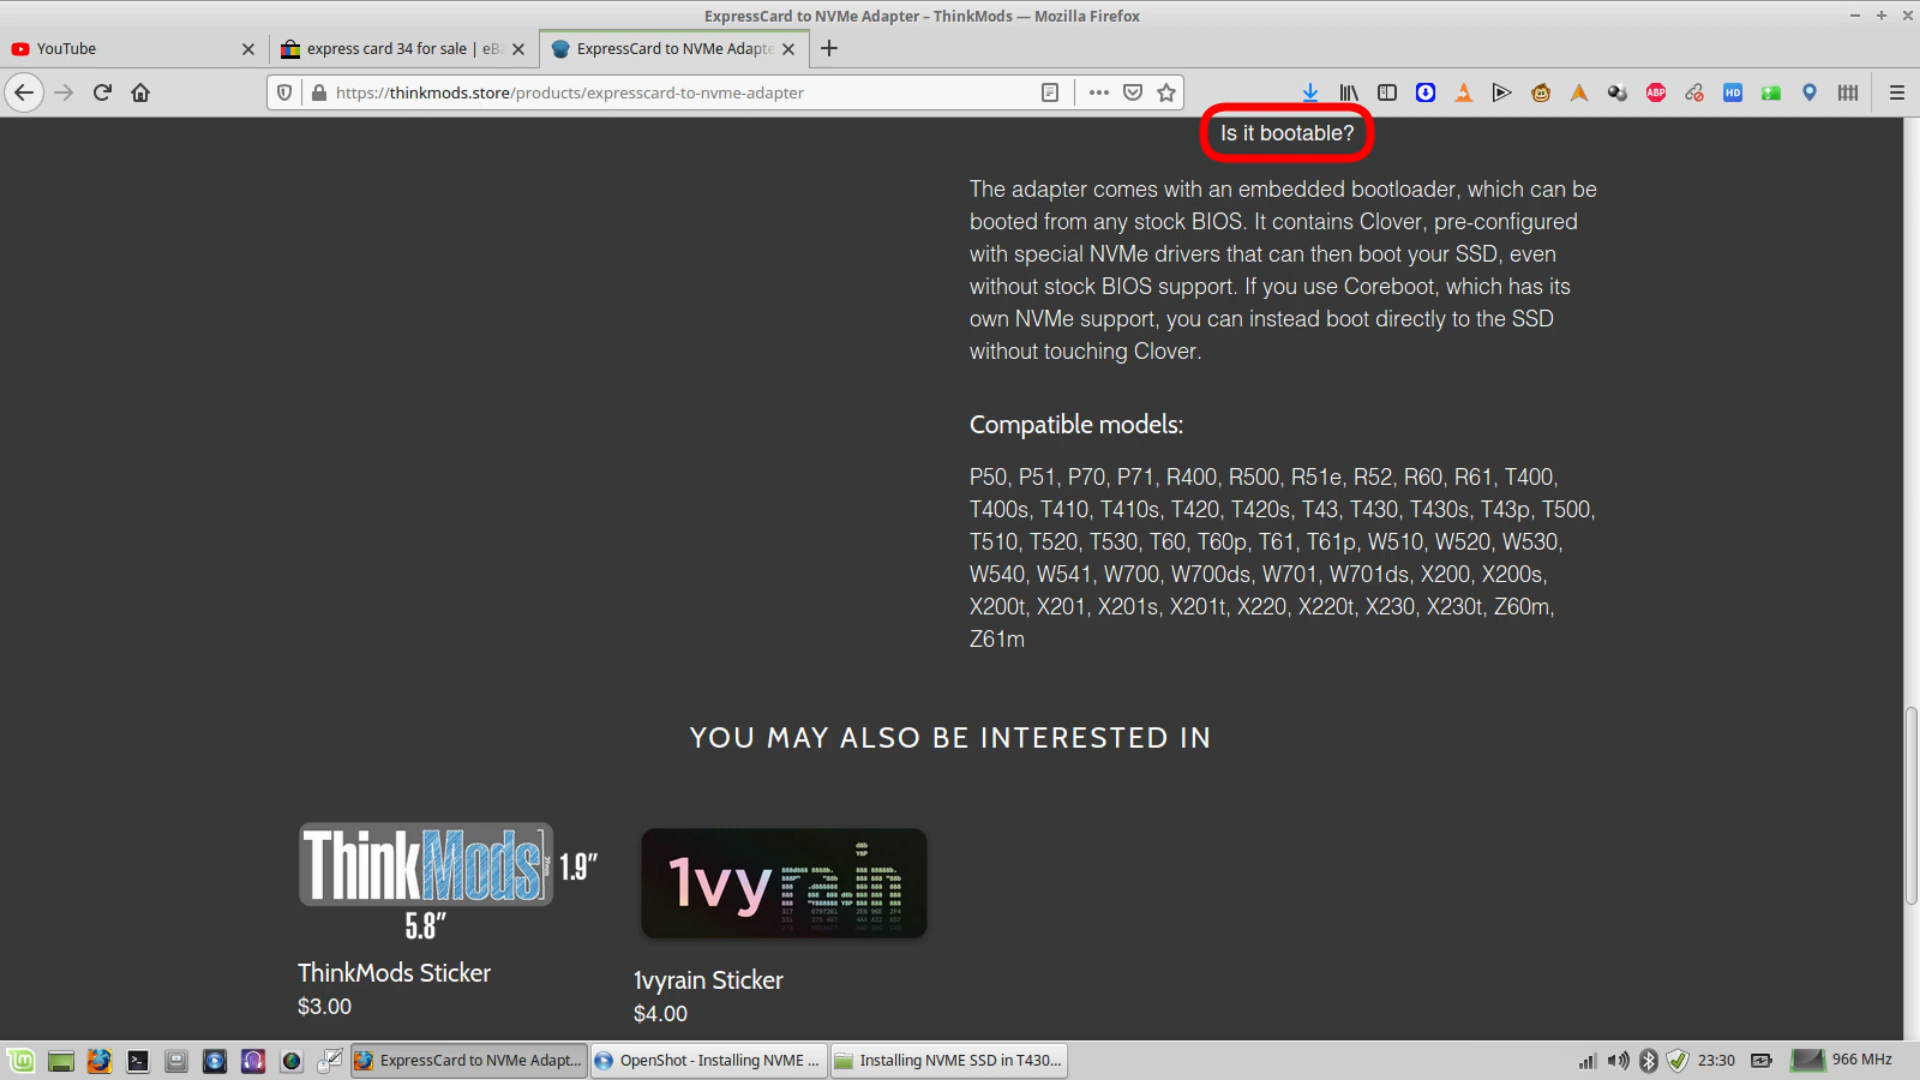 ExpressCard to NVMe Adapter – ThinkMods — Mozilla Firefox
YouTube
express card 34 for sale | eBa
ExpressCard to NVMe Adapte
https://thinkmods.store/products/expresscard-to-nvme-adapter
ABP
HD
Is it bootable?
The adapter comes with an embedded bootloader, which can be
booted from any stock BIOS. It contains Clover, pre-configured
with special NVMe drivers that can then boot your SSD, even
without stock BIOS support. If you use Coreboot, which has its
own NVMe support, you can instead boot directly to the SSD
without touching Clover.
Compatible models:
P50, P51, P70, P71, R400, R500, R51e, R52, R60, R61, T400,
T400s, T410, T410s, T420, T420s, T43, T430, T430s, T43p, T500,
T510, T520, T530, T60, T60p, T61, T61p, W510, W520, W530,
W540, W541, W700, W700ds, W701, W701ds, X200, X200s,
X200t, X201, X201s, X201t, X220, X220t, X230, X230t, Z60m,
Z61m
YOU MAY ALSO BE INTERESTED IN
ThinkMods 1.9″
5.8″
1vyrain
ThinkMods Sticker
$3.00
1vyrain Sticker
$4.00
ExpressCard to NVMe Adapt...
OpenShot - Installing NVME ...
Installing NVME SSD in T430...
23:30
966 MHz